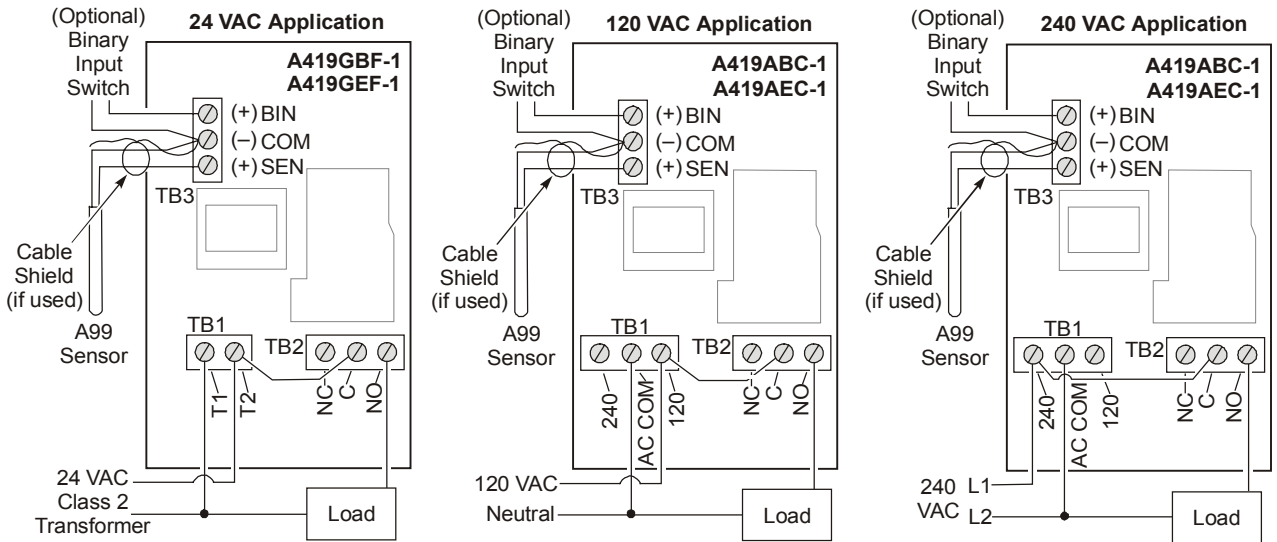 24 VAC Application
(Optional)
Binary
Input
Switch
A419GBF-1
A419GEF-1
(+) BIN
(–) COM
(+) SEN
TB3
Cable
Shield
(if used)
A99
Sensor
TB1
TB2
T1
T2
NC
C
NO
24 VAC
Class 2
Transformer
Load
120 VAC Application
(Optional)
Binary
Input
Switch
A419ABC-1
A419AEC-1
(+) BIN
(–) COM
(+) SEN
TB3
Cable
Shield
(if used)
A99
Sensor
TB1
TB2
240
AC COM
120
NC
C
NO
120 VAC
Neutral
Load
240 VAC Application
(Optional)
Binary
Input
Switch
A419ABC-1
A419AEC-1
(+) BIN
(–) COM
(+) SEN
TB3
Cable
Shield
(if used)
A99
Sensor
TB1
TB2
240
AC COM
120
NC
C
NO
240 L1
VAC L2
Load